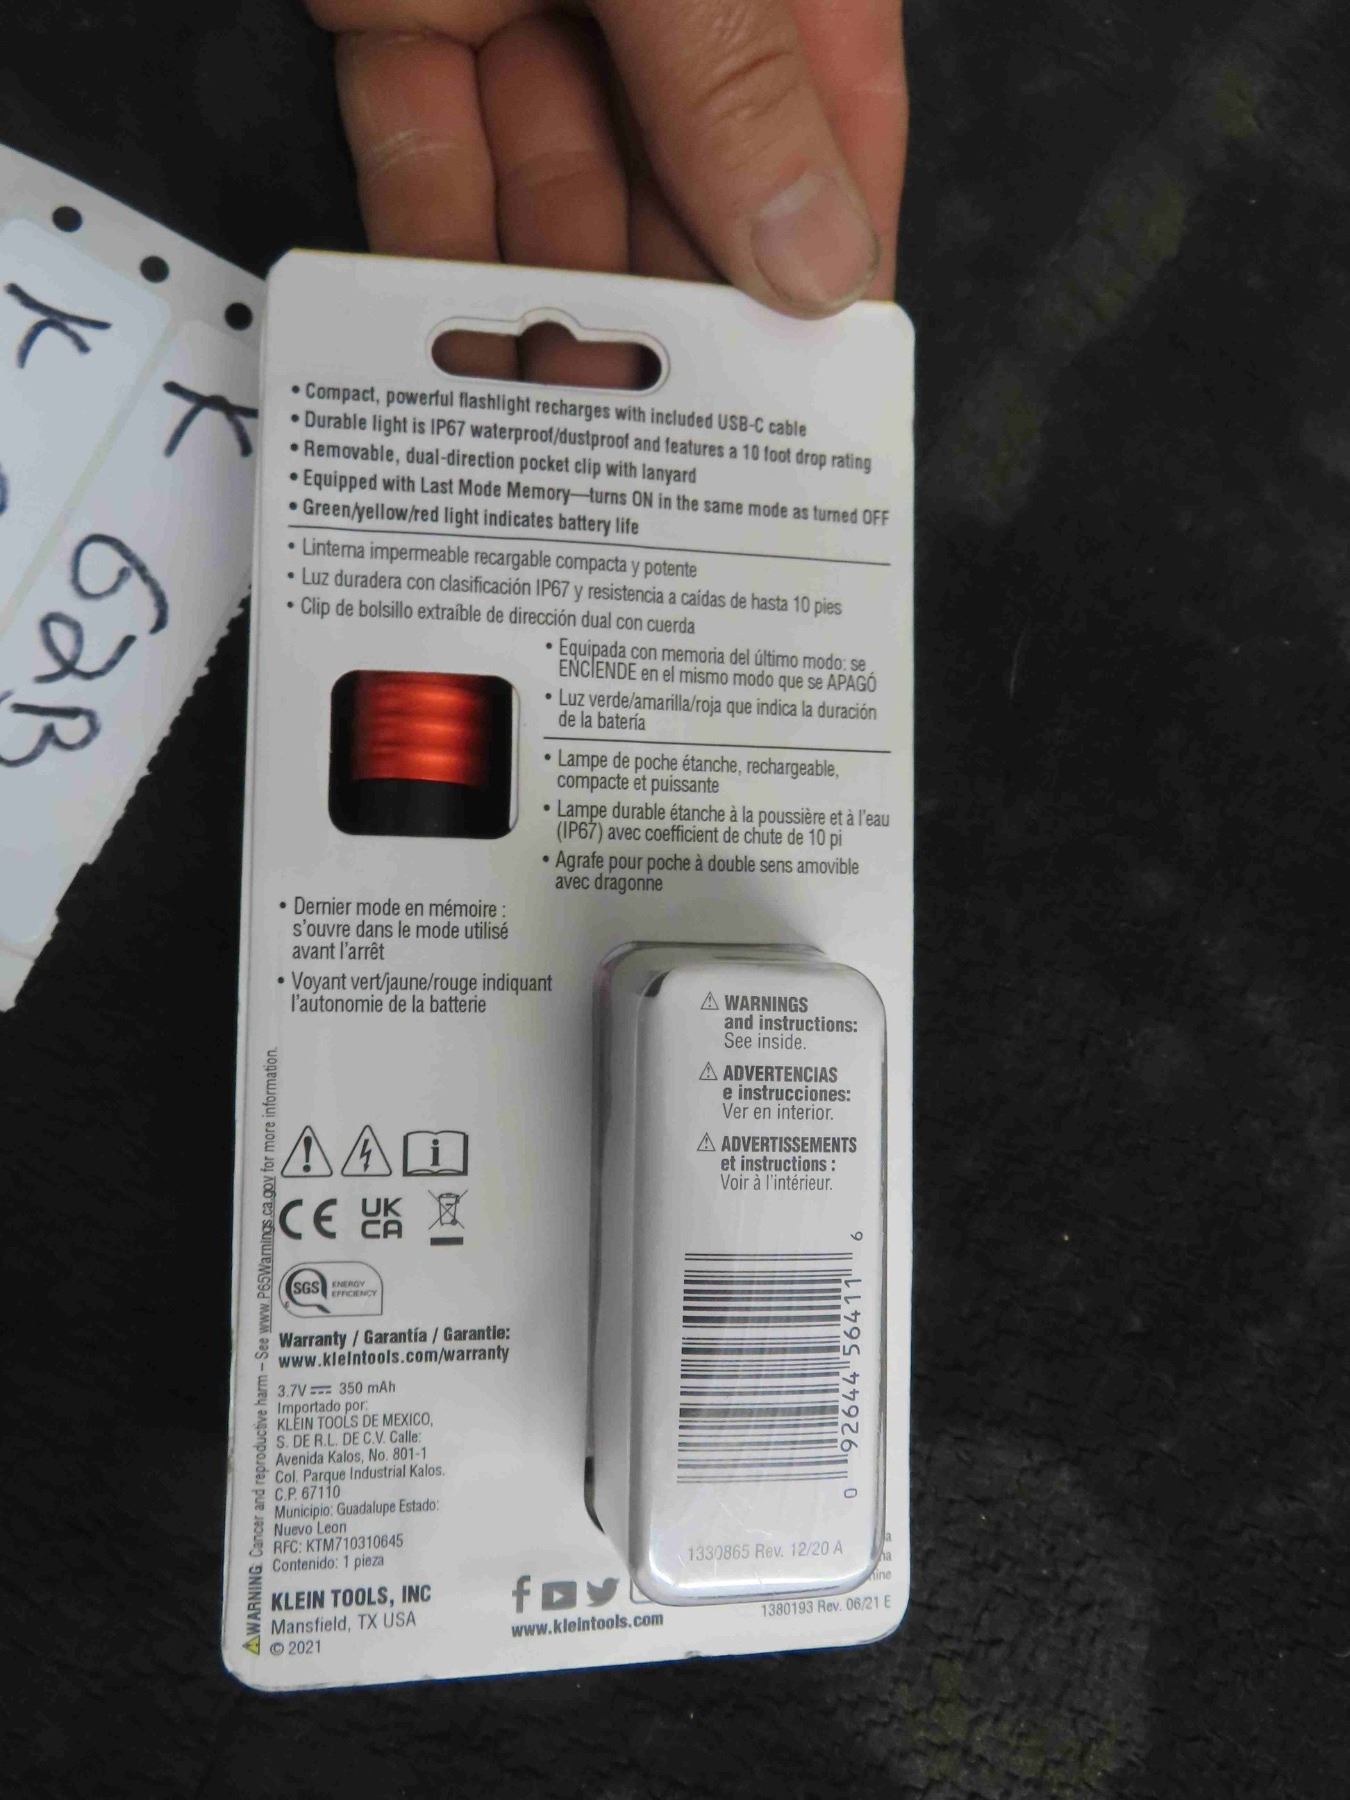 • Compact, powerful flashlight recharges with included USB-C cable
• Durable light is IP67 waterproof/dustproof and features a 10 foot drop rating
• Removable, dual-direction pocket clip with lanyard
• Equipped with Last Mode Memory—turns ON in the same mode as turned OFF
• Green/yellow/red light indicates battery life
• Linterna impermeable recargable compacta y potente
• Luz duradera con clasificación IP67 y resistencia a caídas de hasta 10 pies
• Clip de bolsillo extraíble de dirección dual con cuerda
• Equipada con memoria del último modo: se
ENCIENDE en el mismo modo que se APAGÓ
• Luz verde/amarilla/roja que indica la duración
de la batería
• Lampe de poche étanche, rechargeable,
compacte et puissante
• Lampe durable étanche à la poussière et à l'eau
(IP67) avec coefficient de chute de 10 pi
• Agrafe pour poche à double sens amovible
avec dragonne
• Dernier mode en mémoire :
s'ouvre dans le mode utilisé
avant l'arrêt
• Voyant vert/jaune/rouge indiquant
l'autonomie de la batterie
⚠ WARNINGS
and instructions:
See inside.
⚠ ADVERTENCIAS
e instrucciones:
Ver en interior.
⚠ ADVERTISSEMENTS
et instructions :
Voir à l'intérieur.
CE UK
CA
SGS ENERGY
EFFICIENCY
Warranty / Garantía / Garantie:
www.kleintools.com/warranty
3.7V 350 mAh
Importado por:
KLEIN TOOLS DE MEXICO,
S. DE R.L. DE C.V. Calle:
Avenida Kalos, No. 801-1
Col. Parque Industrial Kalos.
C.P. 67110
Municipio: Guadalupe Estado:
Nuevo Leon
RFC: KTM710310645
Contenido: 1 pieza
KLEIN TOOLS, INC
Mansfield, TX USA
© 2021
www.kleintools.com
⚠WARNING: Cancer and reproductive harm – See www.P65Warnings.ca.gov for more information.
0 92644 56411 6
1330865 Rev. 12/20 A
1380193 Rev. 06/21 E
K
K
62B